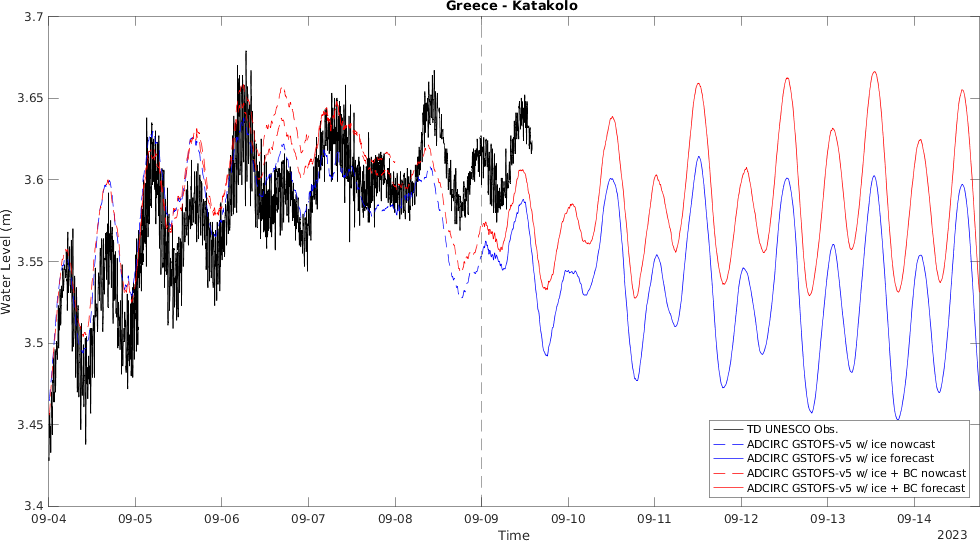 Greece - Katakolo
3.7
3.65
3.6
3.55
3.5
3.45
3.4
Water Level (m)
TD UNESCO Obs.
ADCIRC GSTOFS-v5 w/ ice nowcast
ADCIRC GSTOFS-v5 w/ ice forecast
ADCIRC GSTOFS-v5 w/ ice + BC nowcast
ADCIRC GSTOFS-v5 w/ ice + BC forecast
09-04 09-05 09-06 09-07 09-08 09-09 09-10 09-11 09-12 09-13 09-14
Time
2023